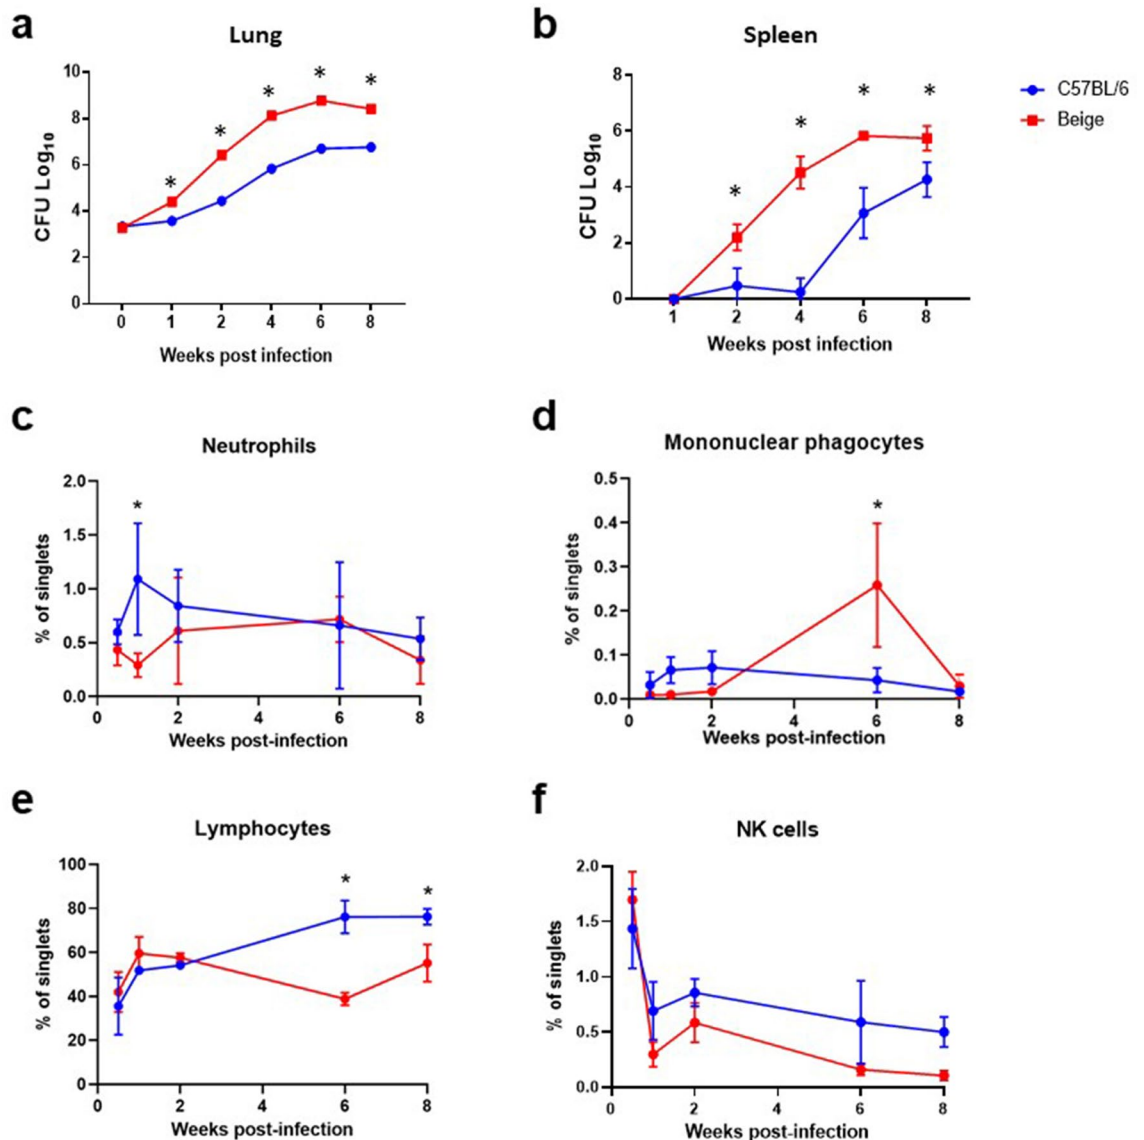 a
Lung
CFU Log10
10
8
6
4
2
0
*
*
*
*
*
0 1 2 4 6 8
Weeks post infection
b
Spleen
CFU Log10
8
6
4
2
0
*
*
*
*
1 2 4 6 8
Weeks post infection
C57BL/6
Beige
c
Neutrophils
% of singlets
2.0
1.5
1.0
0.5
0.0
*
0 2 4 6 8
Weeks post-infection
d
Mononuclear phagocytes
% of singlets
0.5
0.4
0.3
0.2
0.1
0.0
*
0 2 4 6 8
Weeks post-infection
e
Lymphocytes
% of singlets
100
80
60
40
20
0
*
*
0 2 4 6 8
Weeks post-infection
f
NK cells
% of singlets
2.0
1.5
1.0
0.5
0.0
0 2 4 6 8
Weeks post-infection